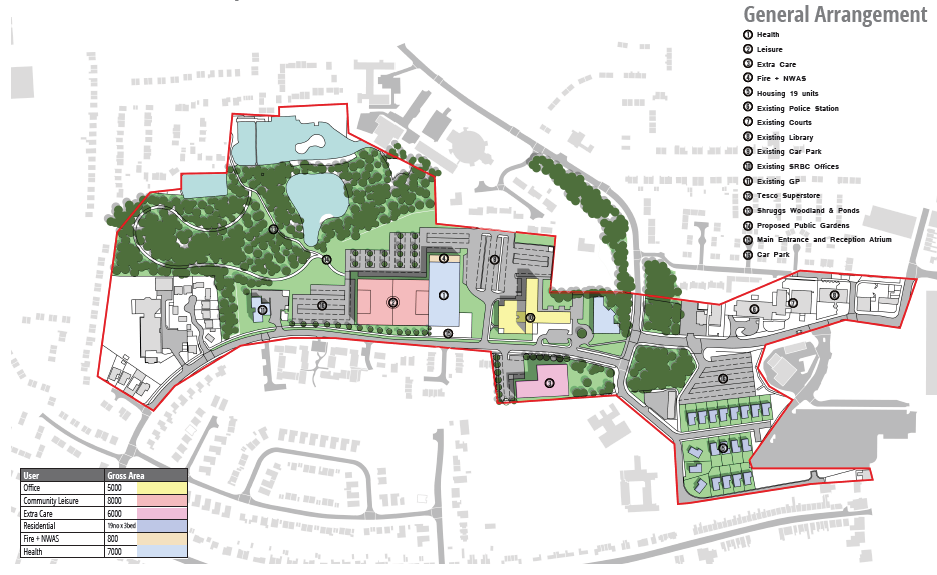 General Arrangement
1 Health
2 Leisure
3 Extra Care
4 Fire + NWAS
5 Housing 19 units
6 Existing Police Station
7 Existing Courts
8 Existing Library
9 Existing Car Park
10 Existing SRBC Offices
11 Existing GP
12 Tesco Superstore
13 Shruggs Woodland & Ponds
14 Proposed Public Gardens
15 Main Entrance and Reception Atrium
16 Car Park
User Gross Area
Office 5000
Community Leisure 8000
Extra Care 6000
Residential 19no x 3bed
Fire + NWAS 800
Health 7000